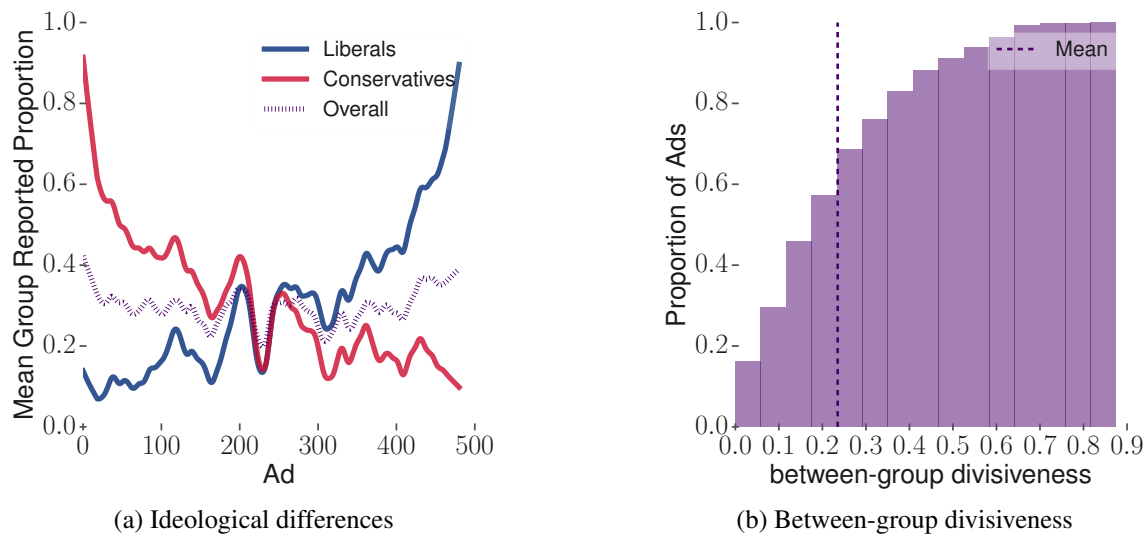 Mean Group Reported Proportion
1.0
0.8
0.6
0.4
0.2
0.0
0
100
200
300
400
500
Ad
Liberals
Conservatives
Overall
(a) Ideological differences
Proportion of Ads
1.0
0.8
0.6
0.4
0.2
0.0
0.0
0.1
0.2
0.3
0.4
0.5
0.6
0.7
0.8
0.9
between-group divisiveness
Mean
(b) Between-group divisiveness